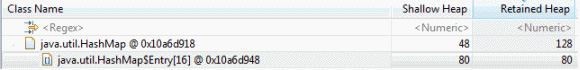 Class Name Shallow Heap Retained Heap
<Regex> <Numeric> <Numeric>
java.util.HashMap @ 0x10a6d918 48 128
java.util.HashMap$Entry[16] @ 0x10a6d948 80 80